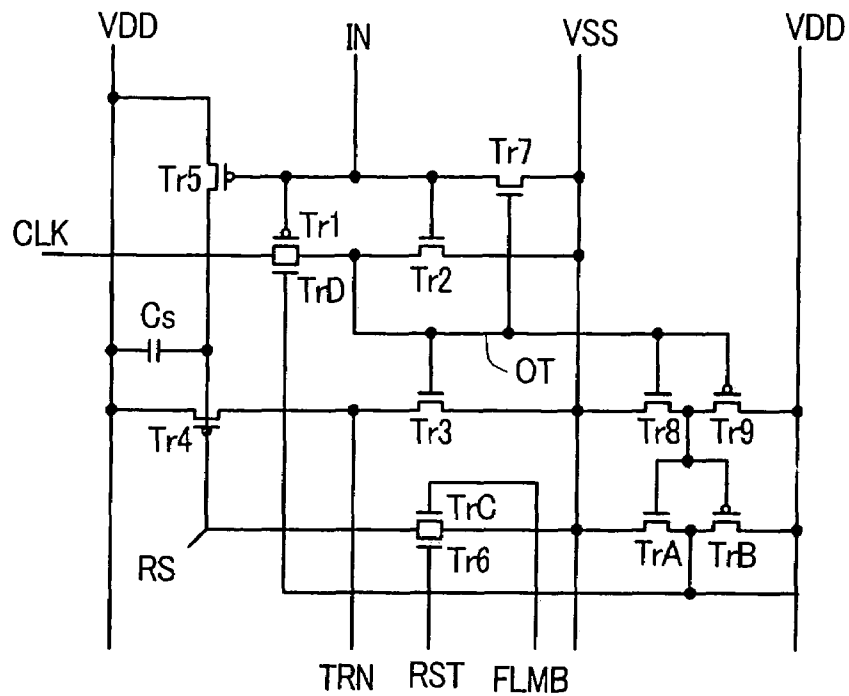 VDD
IN
VSS
VDD
Tr7
Tr5
Tr1
CLK
TrD
Tr2
Cs
OT
Tr4
Tr3
Tr8
Tr9
TrC
RS
Tr6
TrA
TrB
TRN
RST
FLMB